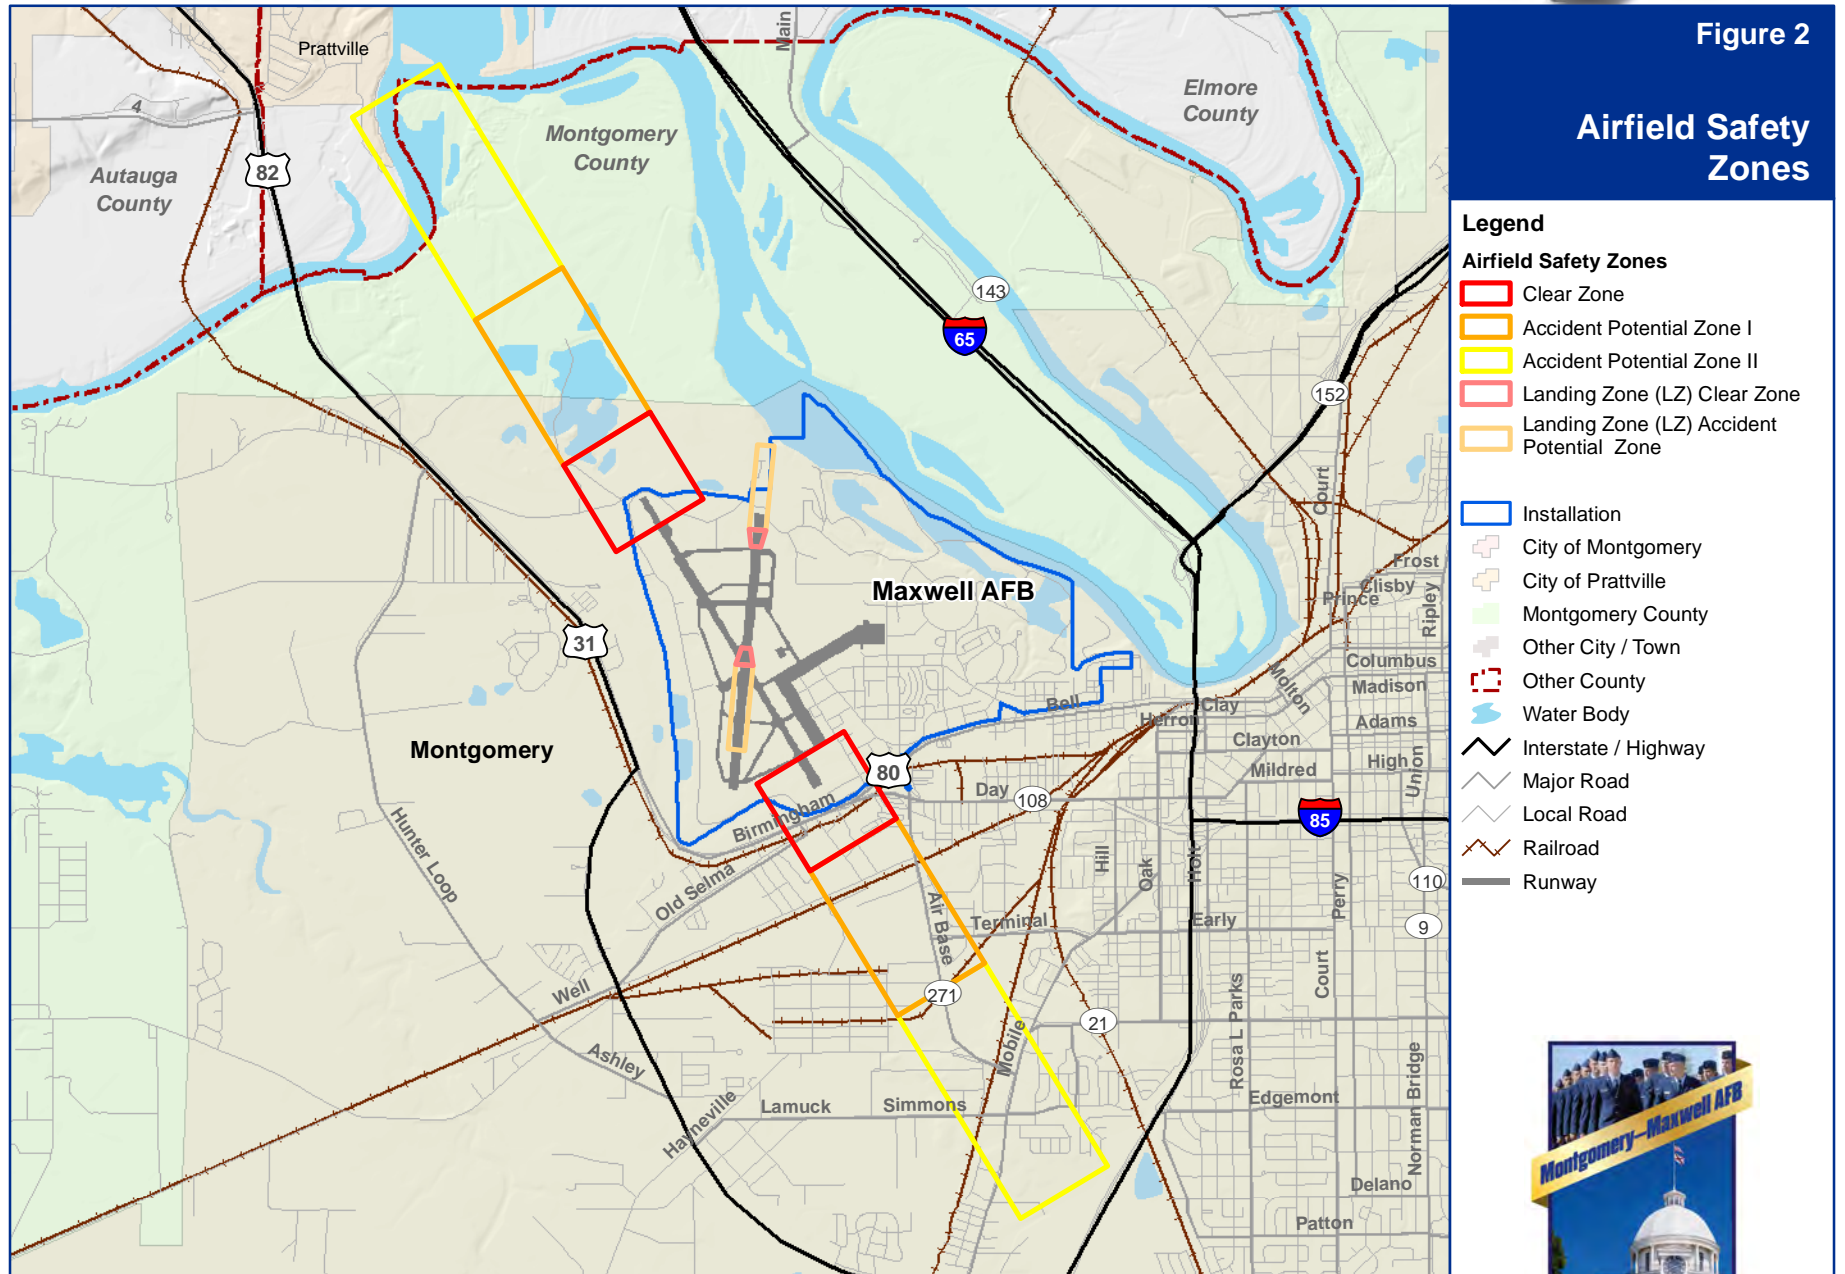 Figure 2
Airfield Safety
Zones
Legend
Airfield Safety Zones
Clear Zone
Accident Potential Zone I
Accident Potential Zone II
Landing Zone (LZ) Clear Zone
Landing Zone (LZ) Accident
Potential Zone
Installation
City of Montgomery
City of Prattville
Montgomery County
Other City / Town
Other County
Water Body
Interstate / Highway
Major Road
Local Road
Railroad
Runway
Montgomery—Maxwell AFB
Prattville
Main
4
82
Autauga
County
Montgomery
County
Elmore
County
143
65
152
Court
Maxwell AFB
31
Montgomery
Frost
Clisby
Prince
Ripley
Columbus
Madison
Molton
Bell
Clay
Herron
Adams
Clayton
High
Union
Mildred
80
Day
108
85
Birmingham
Hunter Loop
Old Selma
Hill
Oak
Holt
Perry
110
9
Air Base
Terminal
Early
Well
271
21
Rosa L Parks
Court
Mobile
Ashley
Hayneville
Lamuck
Simmons
Edgemont
Norman Bridge
Delano
Patton